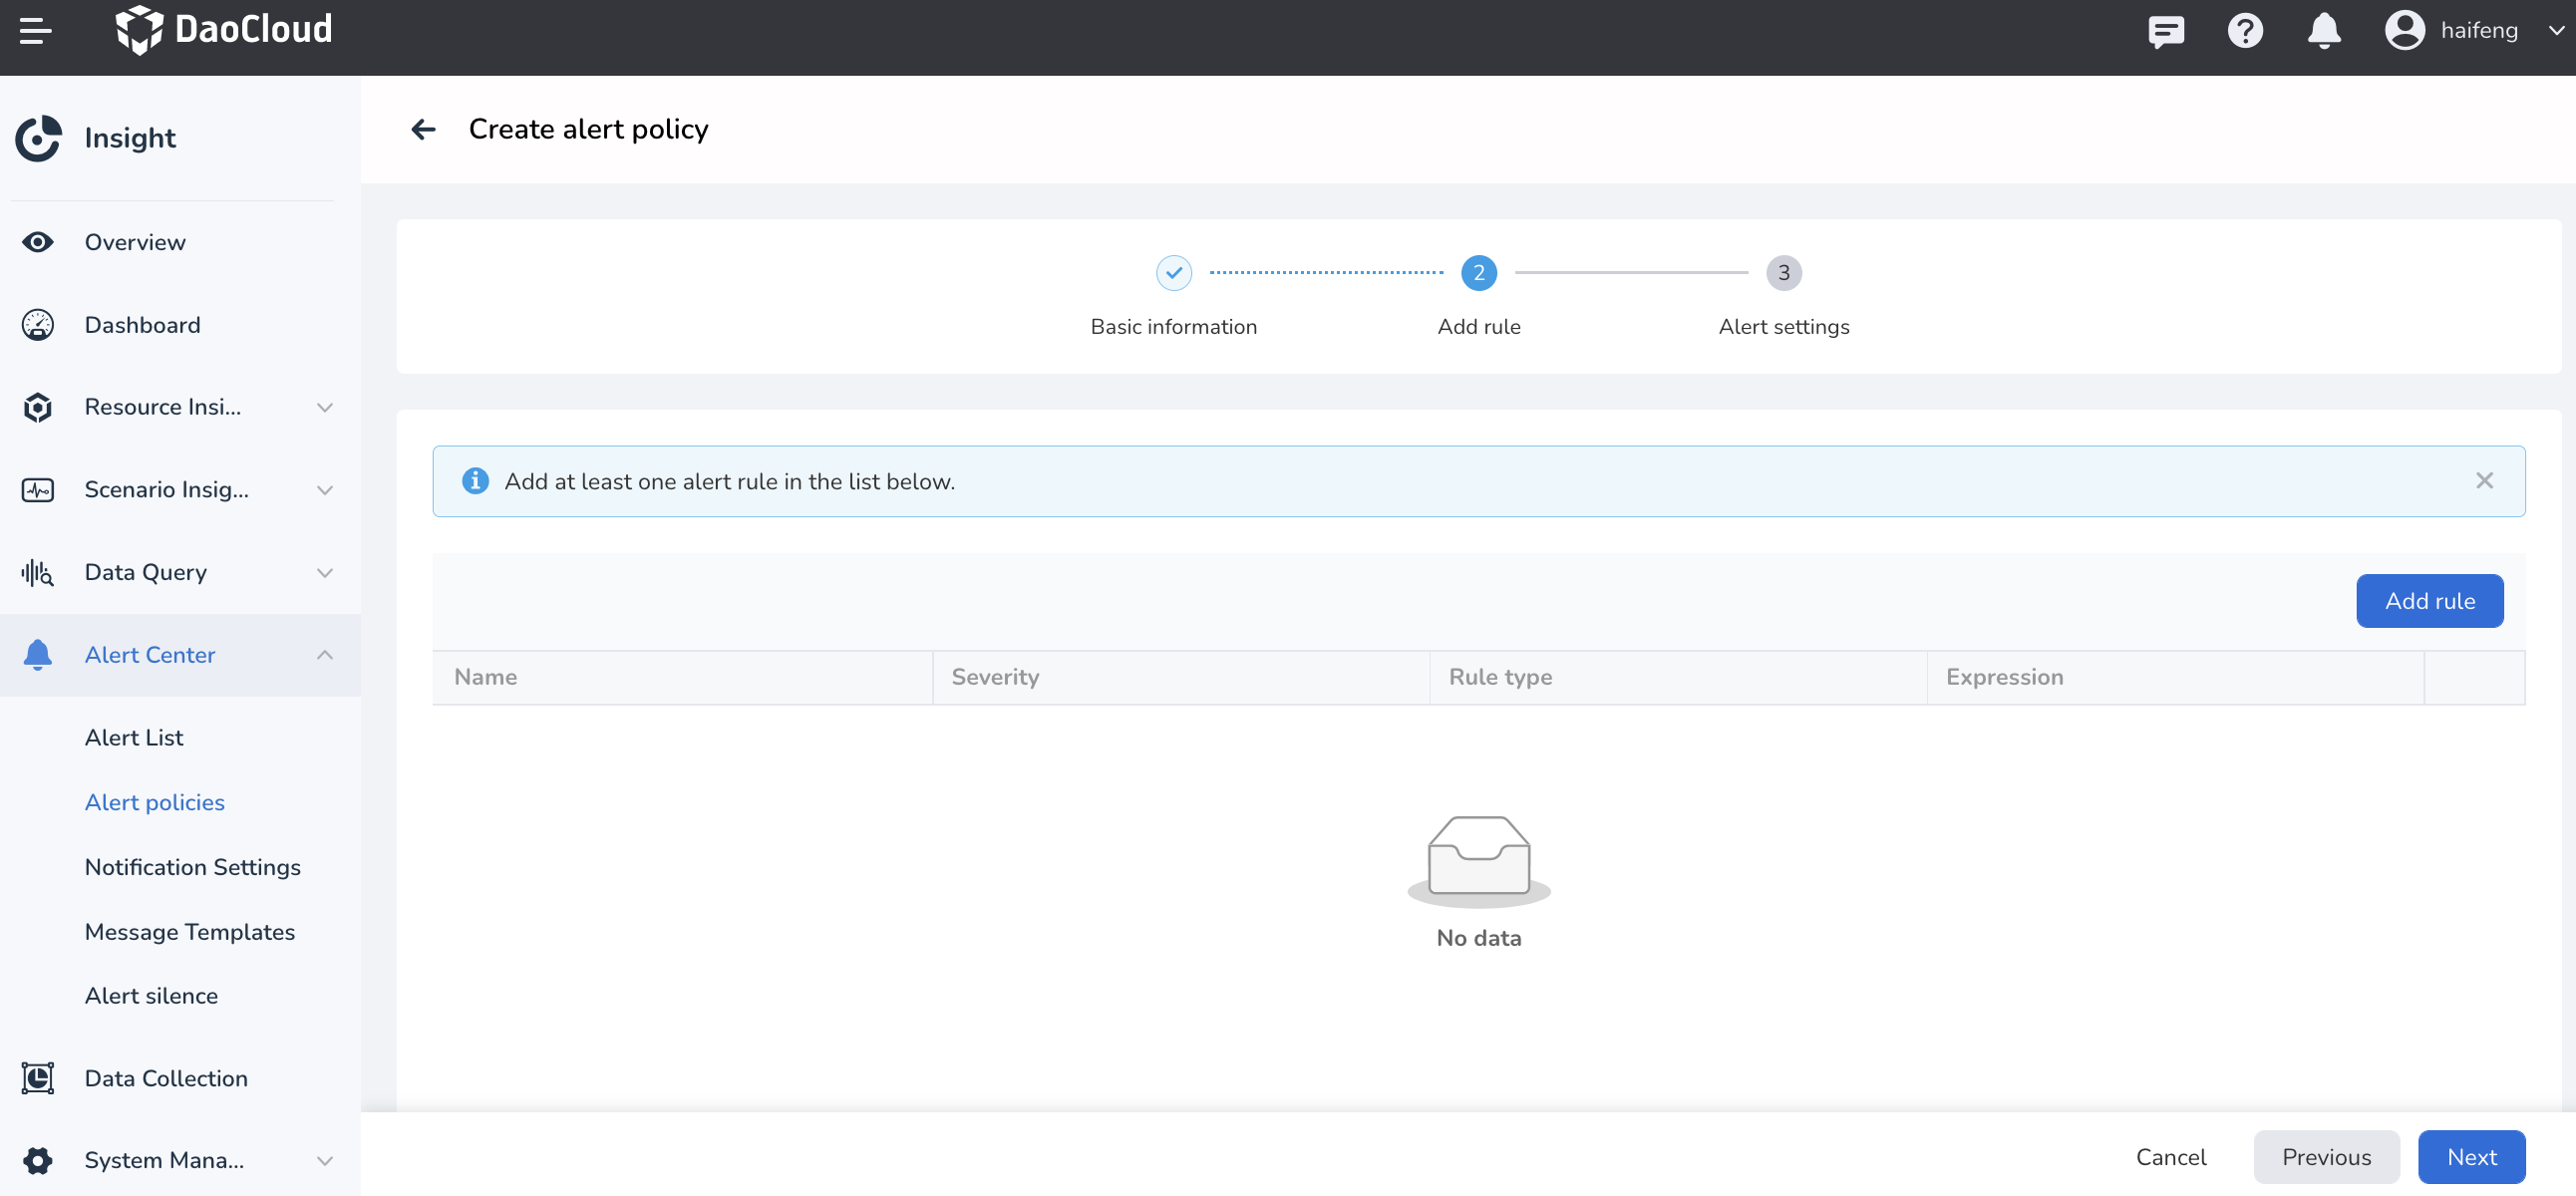 DaoCloud
haifeng
Insight
Create alert policy
Overview
Dashboard
Resource Insi...
Scenario Insig...
Data Query
Alert Center
Alert List
Alert policies
Notification Settings
Message Templates
Alert silence
Data Collection
System Mana...
2
3
Basic information
Add rule
Alert settings
Add at least one alert rule in the list below.
Add rule
Name
Severity
Rule type
Expression
No data
Cancel
Previous
Next